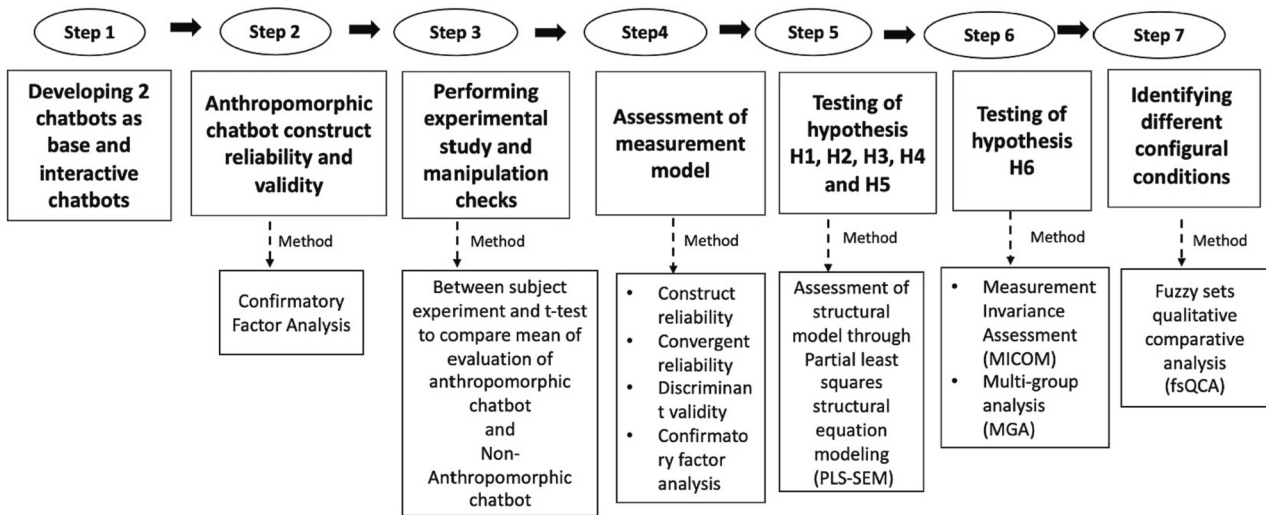 Step 1
Step 2
Step 3
Step4
Step 5
Step 6
Step 7
Developing 2
chatbots as
base and
interactive
chatbots
Anthropomorphic
chatbot construct
reliability and
validity
Performing
experimental
study and
manipulation
checks
Assessment of
measurement
model
Testing of
hypothesis
H1, H2, H3, H4
and H5
Testing of
hypothesis
H6
Identifying
different
configural
conditions
Method
Method
Method
Method
Method
Method
Confirmatory
Factor Analysis
Between subject
experiment and t-test
to compare mean of
evaluation of
anthropomorphic
chatbot
and
Non-
Anthropomorphic
chatbot
• Construct
reliability
• Convergent
reliability
• Discriminan
t validity
• Confirmato
ry factor
analysis
Assessment of
structural
model through
Partial least
squares
structural
equation
modeling
(PLS-SEM)
• Measurement
Invariance
Assessment
(MICOM)
• Multi-group
analysis
(MGA)
Fuzzy sets
qualitative
comparative
analysis
(fsQCA)